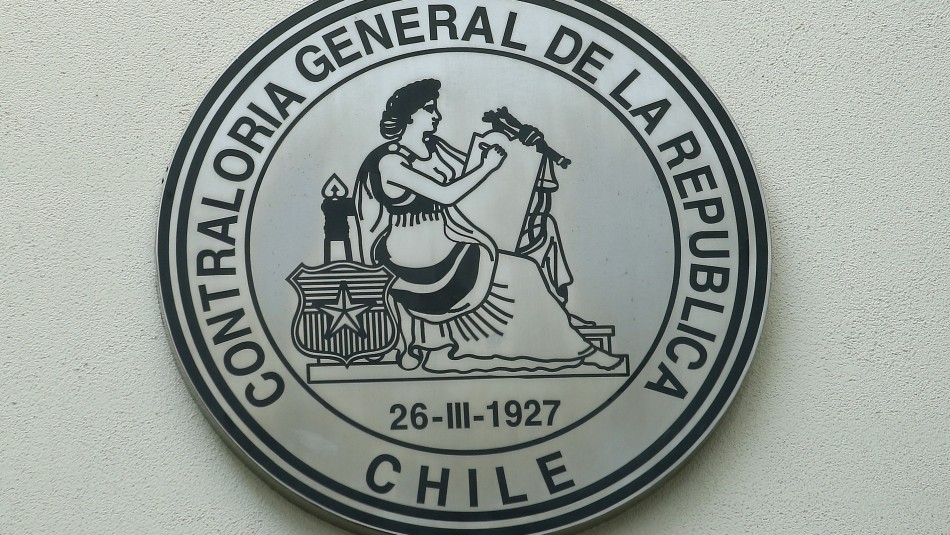 CONTRALORIA GENERAL DE LA REPUBLICA
26-III-1927
CHILE